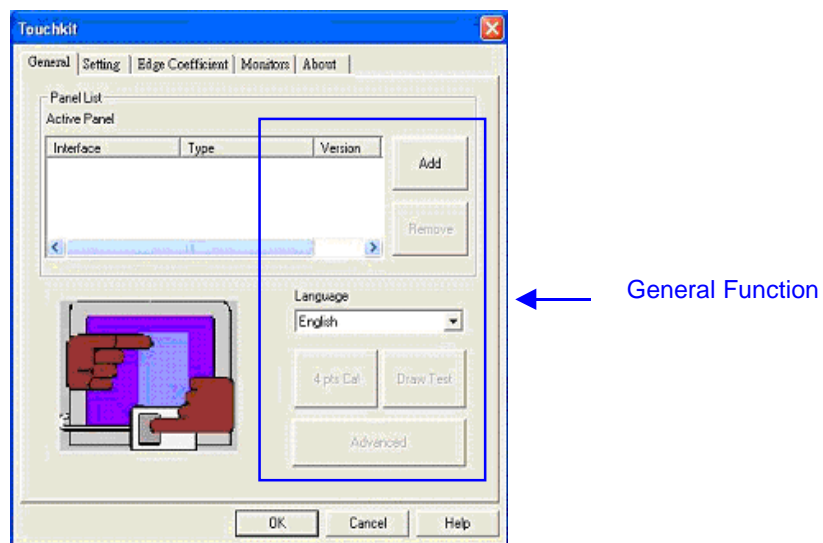 Touchkit
General Setting Edge Coefficient Monitors About
Panel List
Active Panel
Interface Type Version
Add
Remove
General Function
Language
English
4 pts Cal Draw Test
Advanced
OK Cancel Help